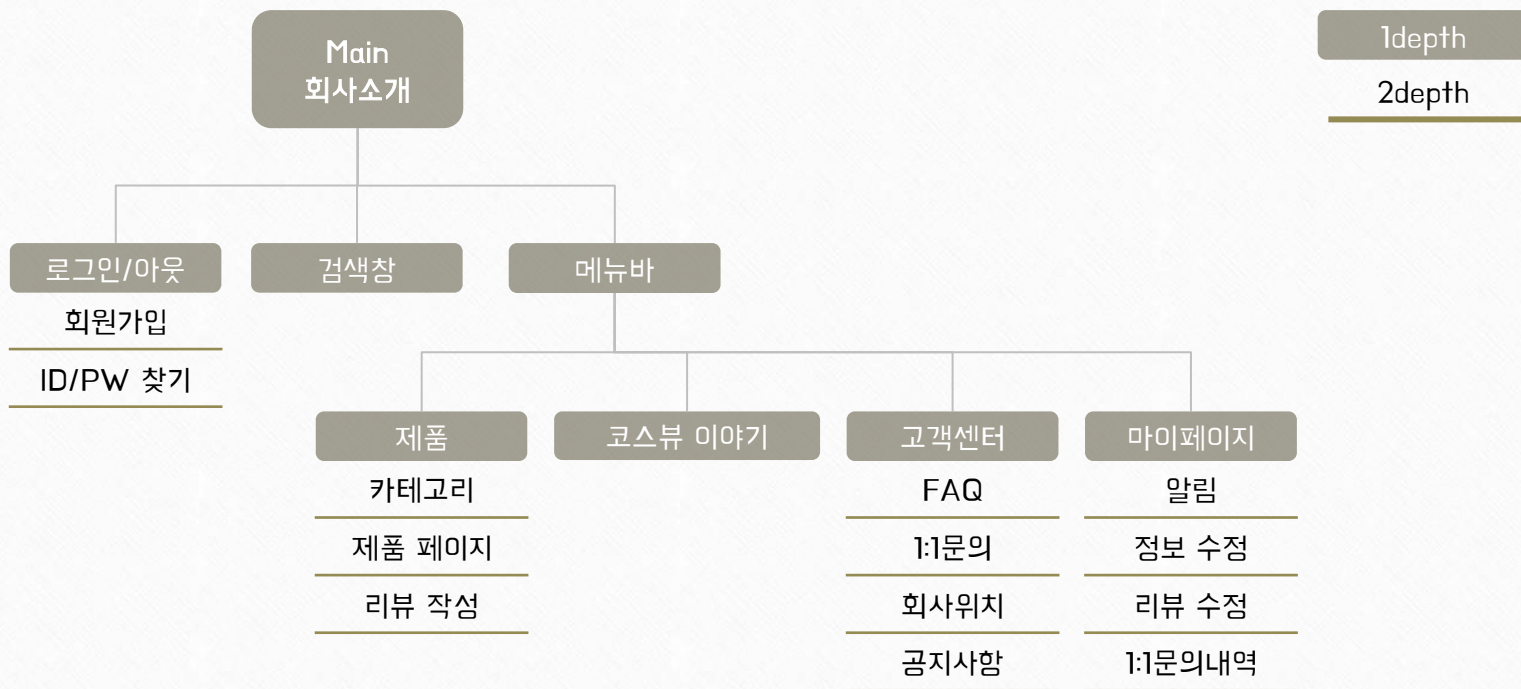 Main
회사소개
1depth
2depth
로그인/아웃
검색창
메뉴바
회원가입
ID/PW 찾기
제품
코스뷰 이야기
고객센터
마이페이지
카테고리
FAQ
알림
제품 페이지
1:1문의
정보 수정
리뷰 작성
회사위치
리뷰 수정
공지사항
1:1문의내역